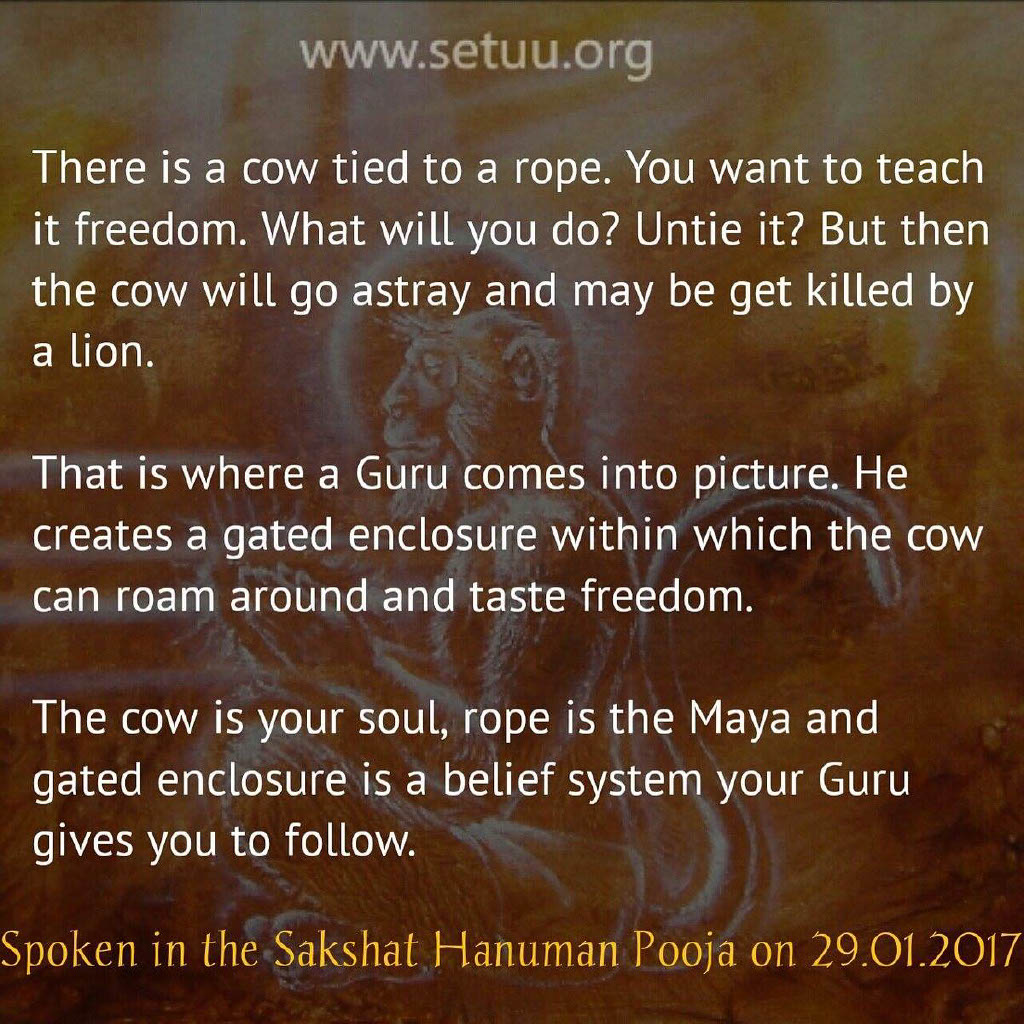 www.setuu.org
There is a cow tied to a rope. You want to teach
it freedom. What will you do? Untie it? But then
the cow will go astray and may be get killed by
a lion.
That is where a Guru comes into picture. He
creates a gated enclosure within which the cow
can roam around and taste freedom.
The cow is your soul, rope is the Maya and
gated enclosure is a belief system your Guru
gives you to follow.
Spoken in the Sakshat Hanuman Pooja on 29.01.2017